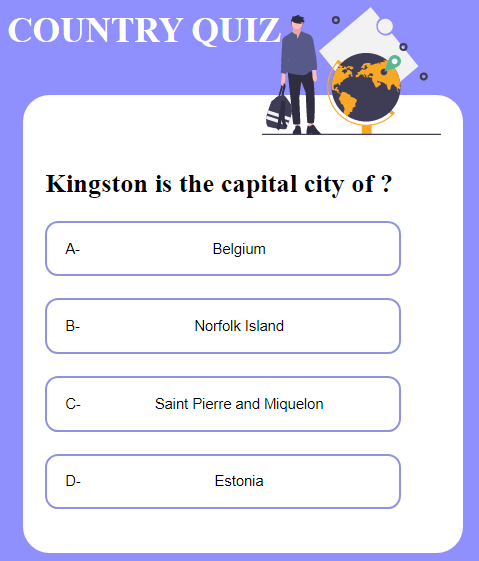 COUNTRY QUIZ
Kingston is the capital city of ?
A- Belgium
B- Norfolk Island
C- Saint Pierre and Miquelon
D- Estonia